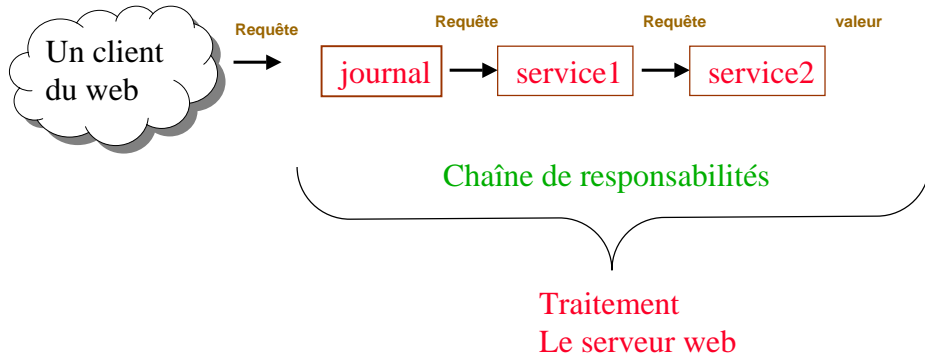 Requête
Requête
Requête
valeur
Un client
du web
journal
service1
service2
Chaîne de responsabilités
Traitement
Le serveur web